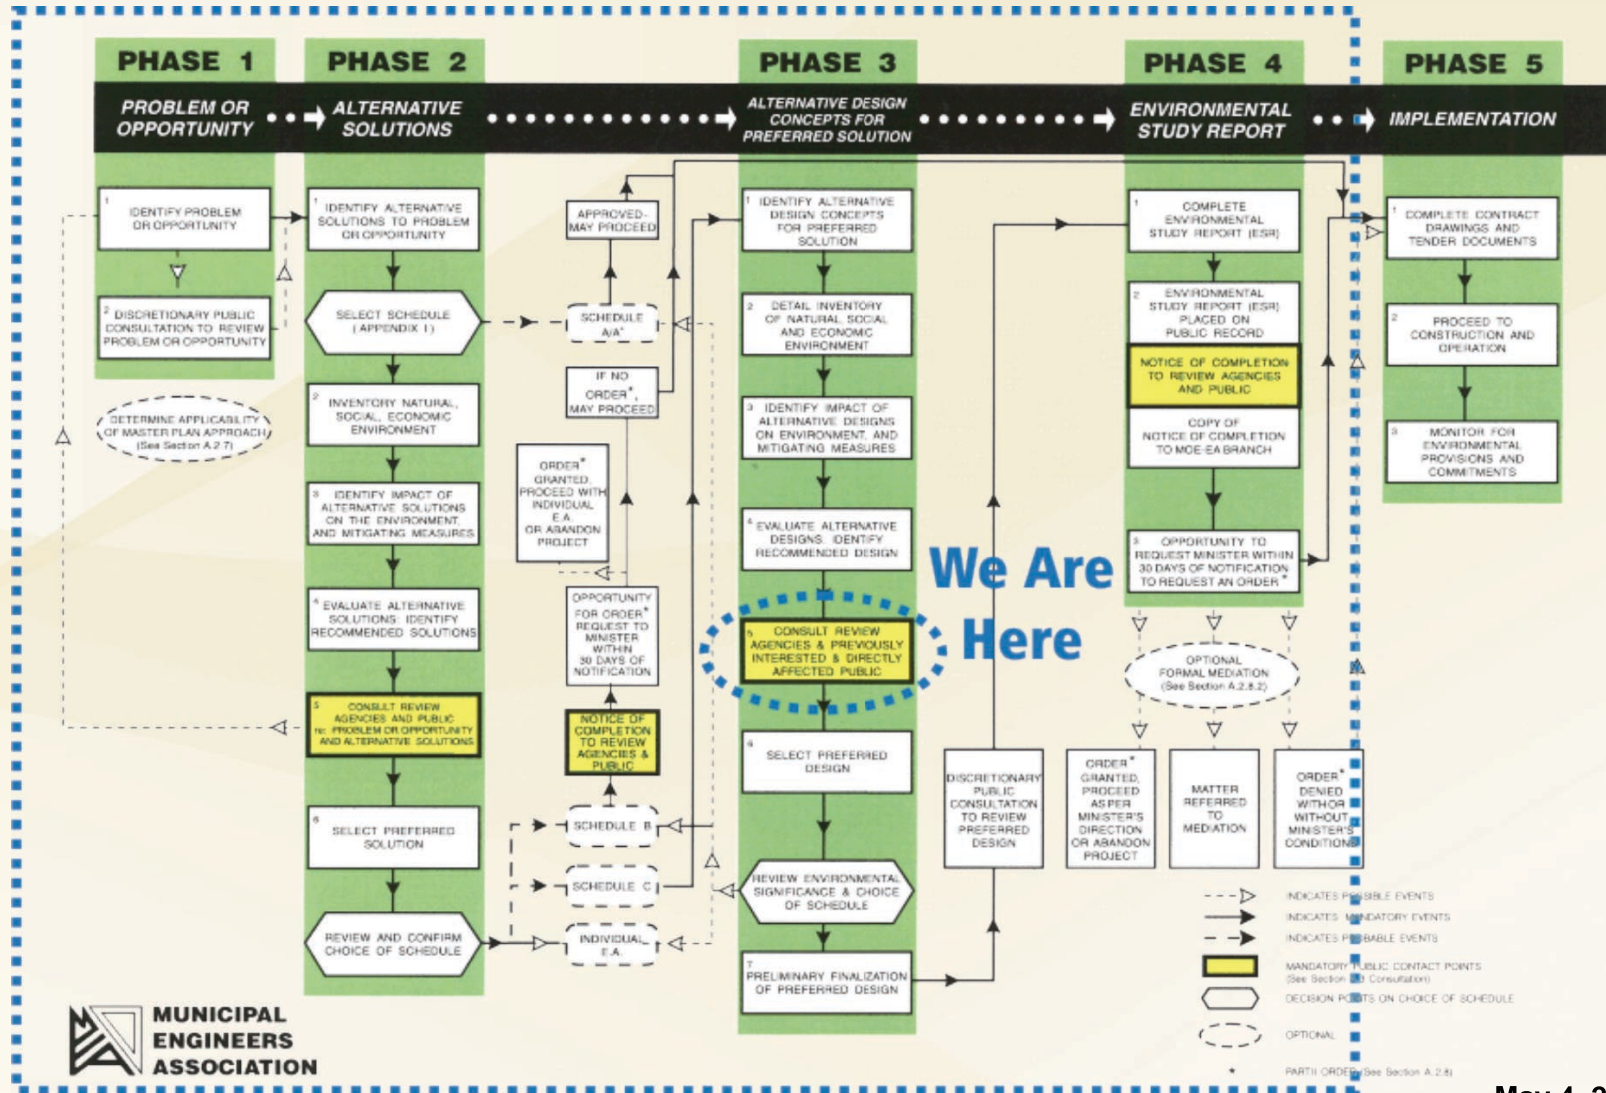 PHASE 1
PROBLEM OR
OPPORTUNITY
PHASE 2
ALTERNATIVE
SOLUTIONS
PHASE 3
ALTERNATIVE DESIGN
CONCEPTS FOR
PREFERRED SOLUTION
PHASE 4
ENVIRONMENTAL
STUDY REPORT
PHASE 5
IMPLEMENTATION
1
IDENTIFY PROBLEM
OR OPPORTUNITY
2
DISCRETIONARY PUBLIC
CONSULTATION TO REVIEW
PROBLEM OR OPPORTUNITY
DETERMINE APPLICABILITY
OF MASTER PLAN APPROACH
(See Section A.2.7)
1
IDENTIFY ALTERNATIVE
SOLUTIONS TO PROBLEM
OR OPPORTUNITY
SELECT SCHEDULE
(APPENDIX I)
2
INVENTORY NATURAL,
SOCIAL, ECONOMIC
ENVIRONMENT
3
IDENTIFY IMPACT OF
ALTERNATIVE SOLUTIONS
ON THE ENVIRONMENT,
AND MITIGATING MEASURES
4
EVALUATE ALTERNATIVE
SOLUTIONS: IDENTIFY
RECOMMENDED SOLUTIONS
5
CONSULT REVIEW
AGENCIES AND PUBLIC
re: PROBLEM OR OPPORTUNITY
AND ALTERNATIVE SOLUTIONS
6
SELECT PREFERRED
SOLUTION
REVIEW AND CONFIRM
CHOICE OF SCHEDULE
APPROVED-
MAY PROCEED
SCHEDULE
A/A+
IF NO
ORDER*,
MAY PROCEED
ORDER*
GRANTED,
PROCEED WITH
INDIVIDUAL
E.A.
OR ABANDON
PROJECT
OPPORTUNITY
FOR ORDER*
REQUEST TO
MINISTER
WITHIN
30 DAYS OF
NOTIFICATION
NOTICE OF
COMPLETION
TO REVIEW
AGENCIES &
PUBLIC
SCHEDULE B
SCHEDULE C
INDIVIDUAL
E.A.
1
IDENTIFY ALTERNATIVE
DESIGN CONCEPTS
FOR PREFERRED
SOLUTION
2
DETAIL INVENTORY
OF NATURAL, SOCIAL
AND ECONOMIC
ENVIRONMENT
3
IDENTIFY IMPACT OF
ALTERNATIVE DESIGNS
ON ENVIRONMENT, AND
MITIGATING MEASURES
4
EVALUATE ALTERNATIVE
DESIGNS: IDENTIFY
RECOMMENDED DESIGN
5
CONSULT REVIEW
AGENCIES & PREVIOUSLY
INTERESTED & DIRECTLY
AFFECTED PUBLIC
We Are
Here
6
SELECT PREFERRED
DESIGN
REVIEW ENVIRONMENTAL
SIGNIFICANCE & CHOICE
OF SCHEDULE
7
PRELIMINARY FINALIZATION
OF PREFERRED DESIGN
DISCRETIONARY
PUBLIC
CONSULTATION
TO REVIEW
PREFERRED
DESIGN
1
COMPLETE
ENVIRONMENTAL
STUDY REPORT (ESR)
2
ENVIRONMENTAL
STUDY REPORT (ESR)
PLACED ON
PUBLIC RECORD
NOTICE OF COMPLETION
TO REVIEW AGENCIES
AND PUBLIC
COPY OF
NOTICE OF COMPLETION
TO MOE-EA BRANCH
3
OPPORTUNITY TO
REQUEST MINISTER WITHIN
30 DAYS OF NOTIFICATION
TO REQUEST AN ORDER*
OPTIONAL
FORMAL MEDIATION
(See Section A.2.8.2)
ORDER*
GRANTED,
PROCEED
AS PER
MINISTER'S
DIRECTION
OR ABANDON
PROJECT
MATTER
REFERRED
TO
MEDIATION
ORDER*
DENIED
WITH OR
WITHOUT
MINISTER'S
CONDITIONS
1
COMPLETE CONTRACT
DRAWINGS AND
TENDER DOCUMENTS
2
PROCEED TO
CONSTRUCTION AND
OPERATION
3
MONITOR FOR
ENVIRONMENTAL
PROVISIONS AND
COMMITMENTS
INDICATES POSSIBLE EVENTS
INDICATES MANDATORY EVENTS
INDICATES PROBABLE EVENTS
MANDATORY PUBLIC CONTACT POINTS
(See Section Consultation)
DECISION POINTS ON CHOICE OF SCHEDULE
OPTIONAL
* PART II ORDER (See Section A.2.8)
MUNICIPAL
ENGINEERS
ASSOCIATION